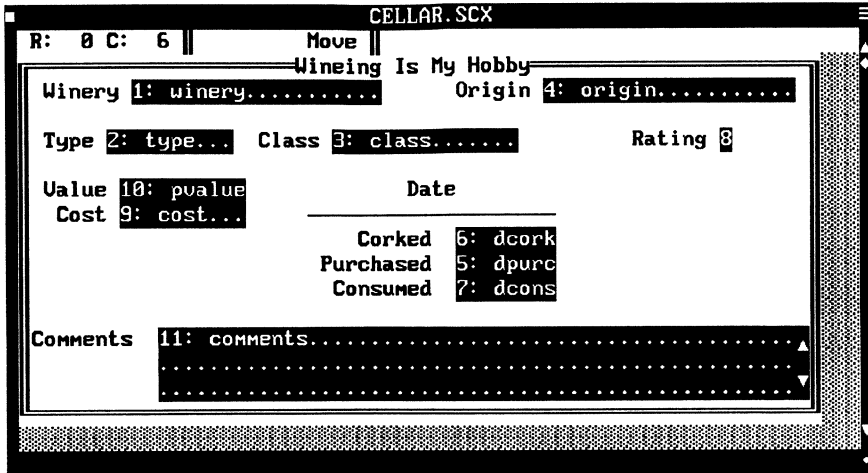 CELLAR.SCX
R: 0 C: 6 Move
Wineing Is My Hobby
Winery 1: winery........... Origin 4: origin...........
Type 2: type... Class 3: class....... Rating 8
Value 10: pvalue Date
Cost 9: cost...
Corked 6: dcork
Purchased 5: dpurc
Consumed 7: dcons
Comments 11: comments.......................................
...................................................
...................................................